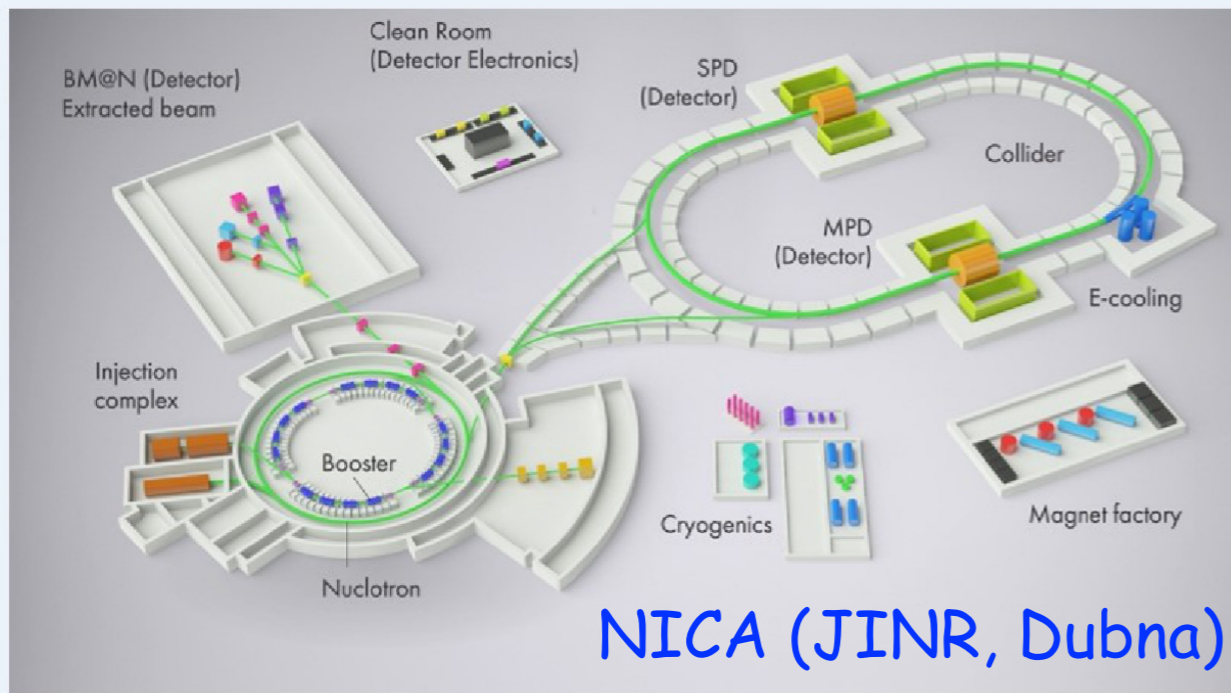 Clean Room
(Detector Electronics)
BM@N (Detector)
Extracted beam
SPD
(Detector)
Collider
MPD
(Detector)
E-cooling
Injection
complex
Booster
Nuclotron
Cryogenics
Magnet factory
NICA (JINR, Dubna)